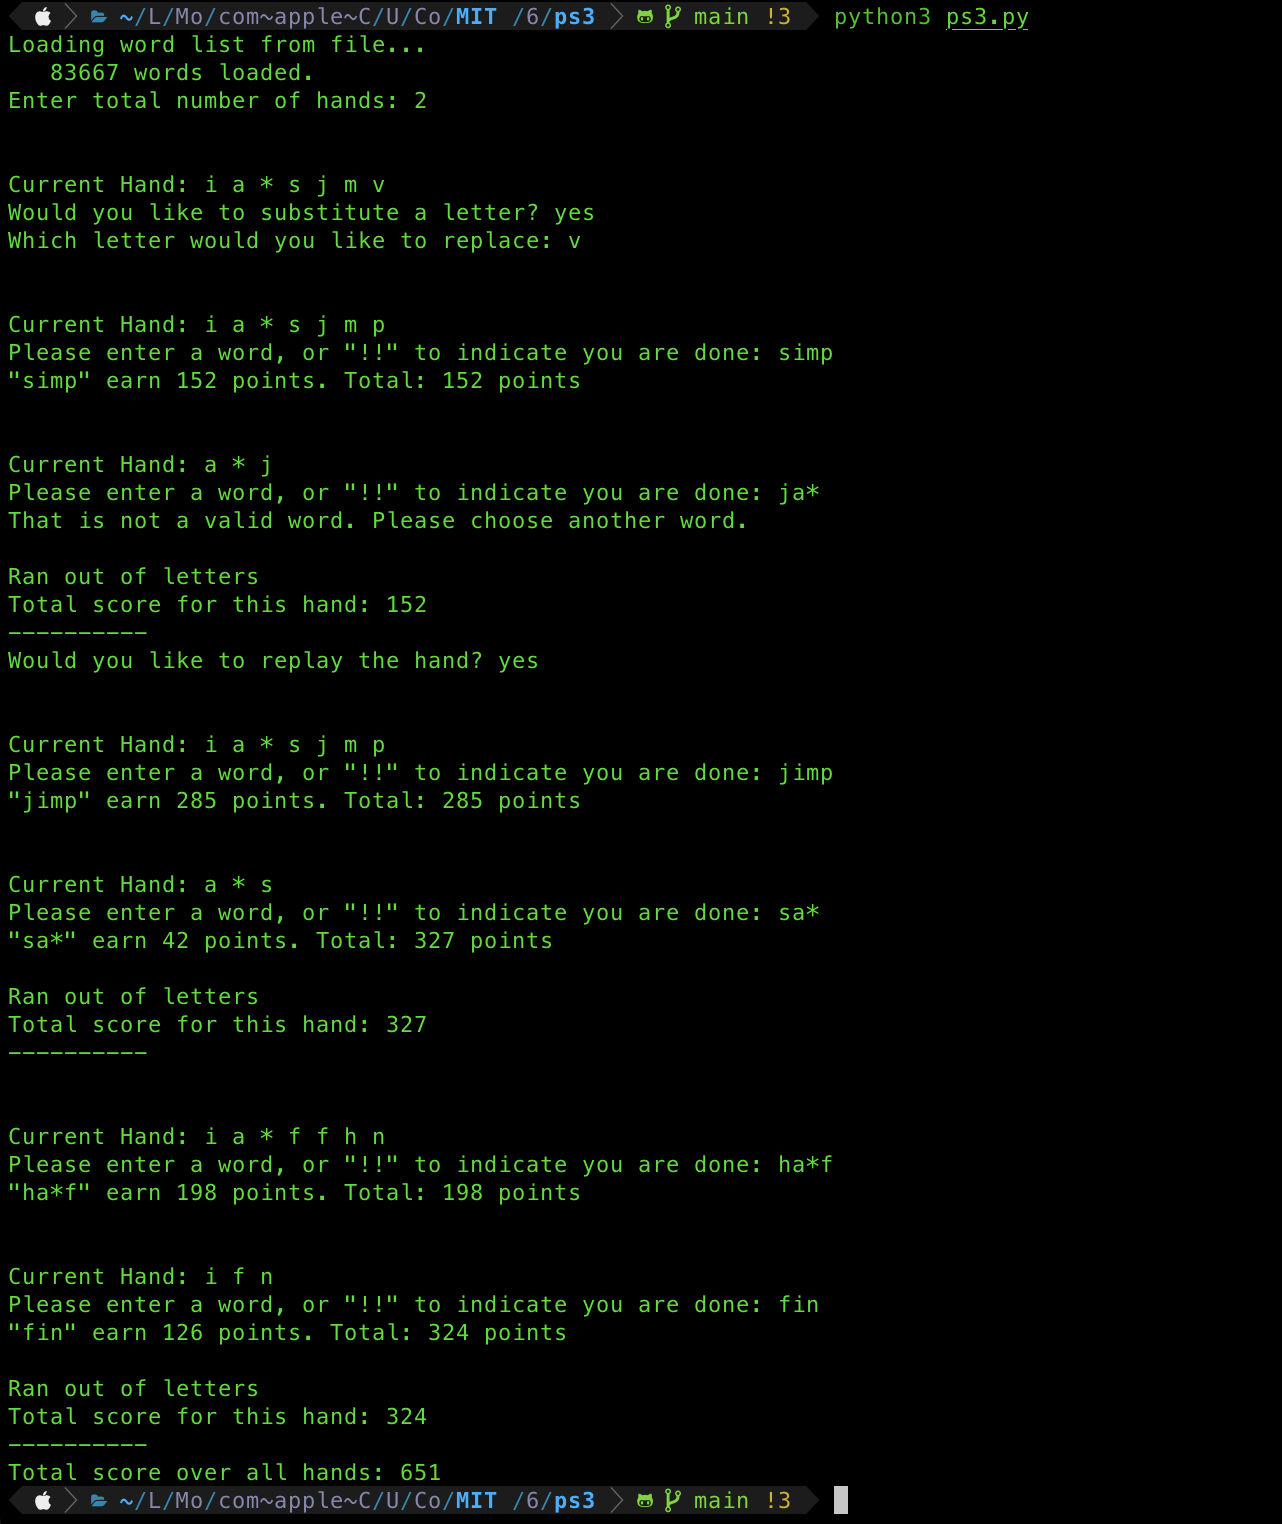 ~/L/Mo/com~apple~C/U/Co/MIT /6/ps3 main !3 python3 ps3.py
Loading word list from file...
83667 words loaded.
Enter total number of hands: 2
Current Hand: i a * s j m v
Would you like to substitute a letter? yes
Which letter would you like to replace: v
Current Hand: i a * s j m p
Please enter a word, or "!!" to indicate you are done: simp
"simp" earn 152 points. Total: 152 points
Current Hand: a * j
Please enter a word, or "!!" to indicate you are done: ja*
That is not a valid word. Please choose another word.
Ran out of letters
Total score for this hand: 152
----------
Would you like to replay the hand? yes
Current Hand: i a * s j m p
Please enter a word, or "!!" to indicate you are done: jimp
"jimp" earn 285 points. Total: 285 points
Current Hand: a * s
Please enter a word, or "!!" to indicate you are done: sa*
"sa*" earn 42 points. Total: 327 points
Ran out of letters
Total score for this hand: 327
----------
Current Hand: i a * f f h n
Please enter a word, or "!!" to indicate you are done: ha*f
"ha*f" earn 198 points. Total: 198 points
Current Hand: i f n
Please enter a word, or "!!" to indicate you are done: fin
"fin" earn 126 points. Total: 324 points
Ran out of letters
Total score for this hand: 324
----------
Total score over all hands: 651
~/L/Mo/com~apple~C/U/Co/MIT /6/ps3 main !3